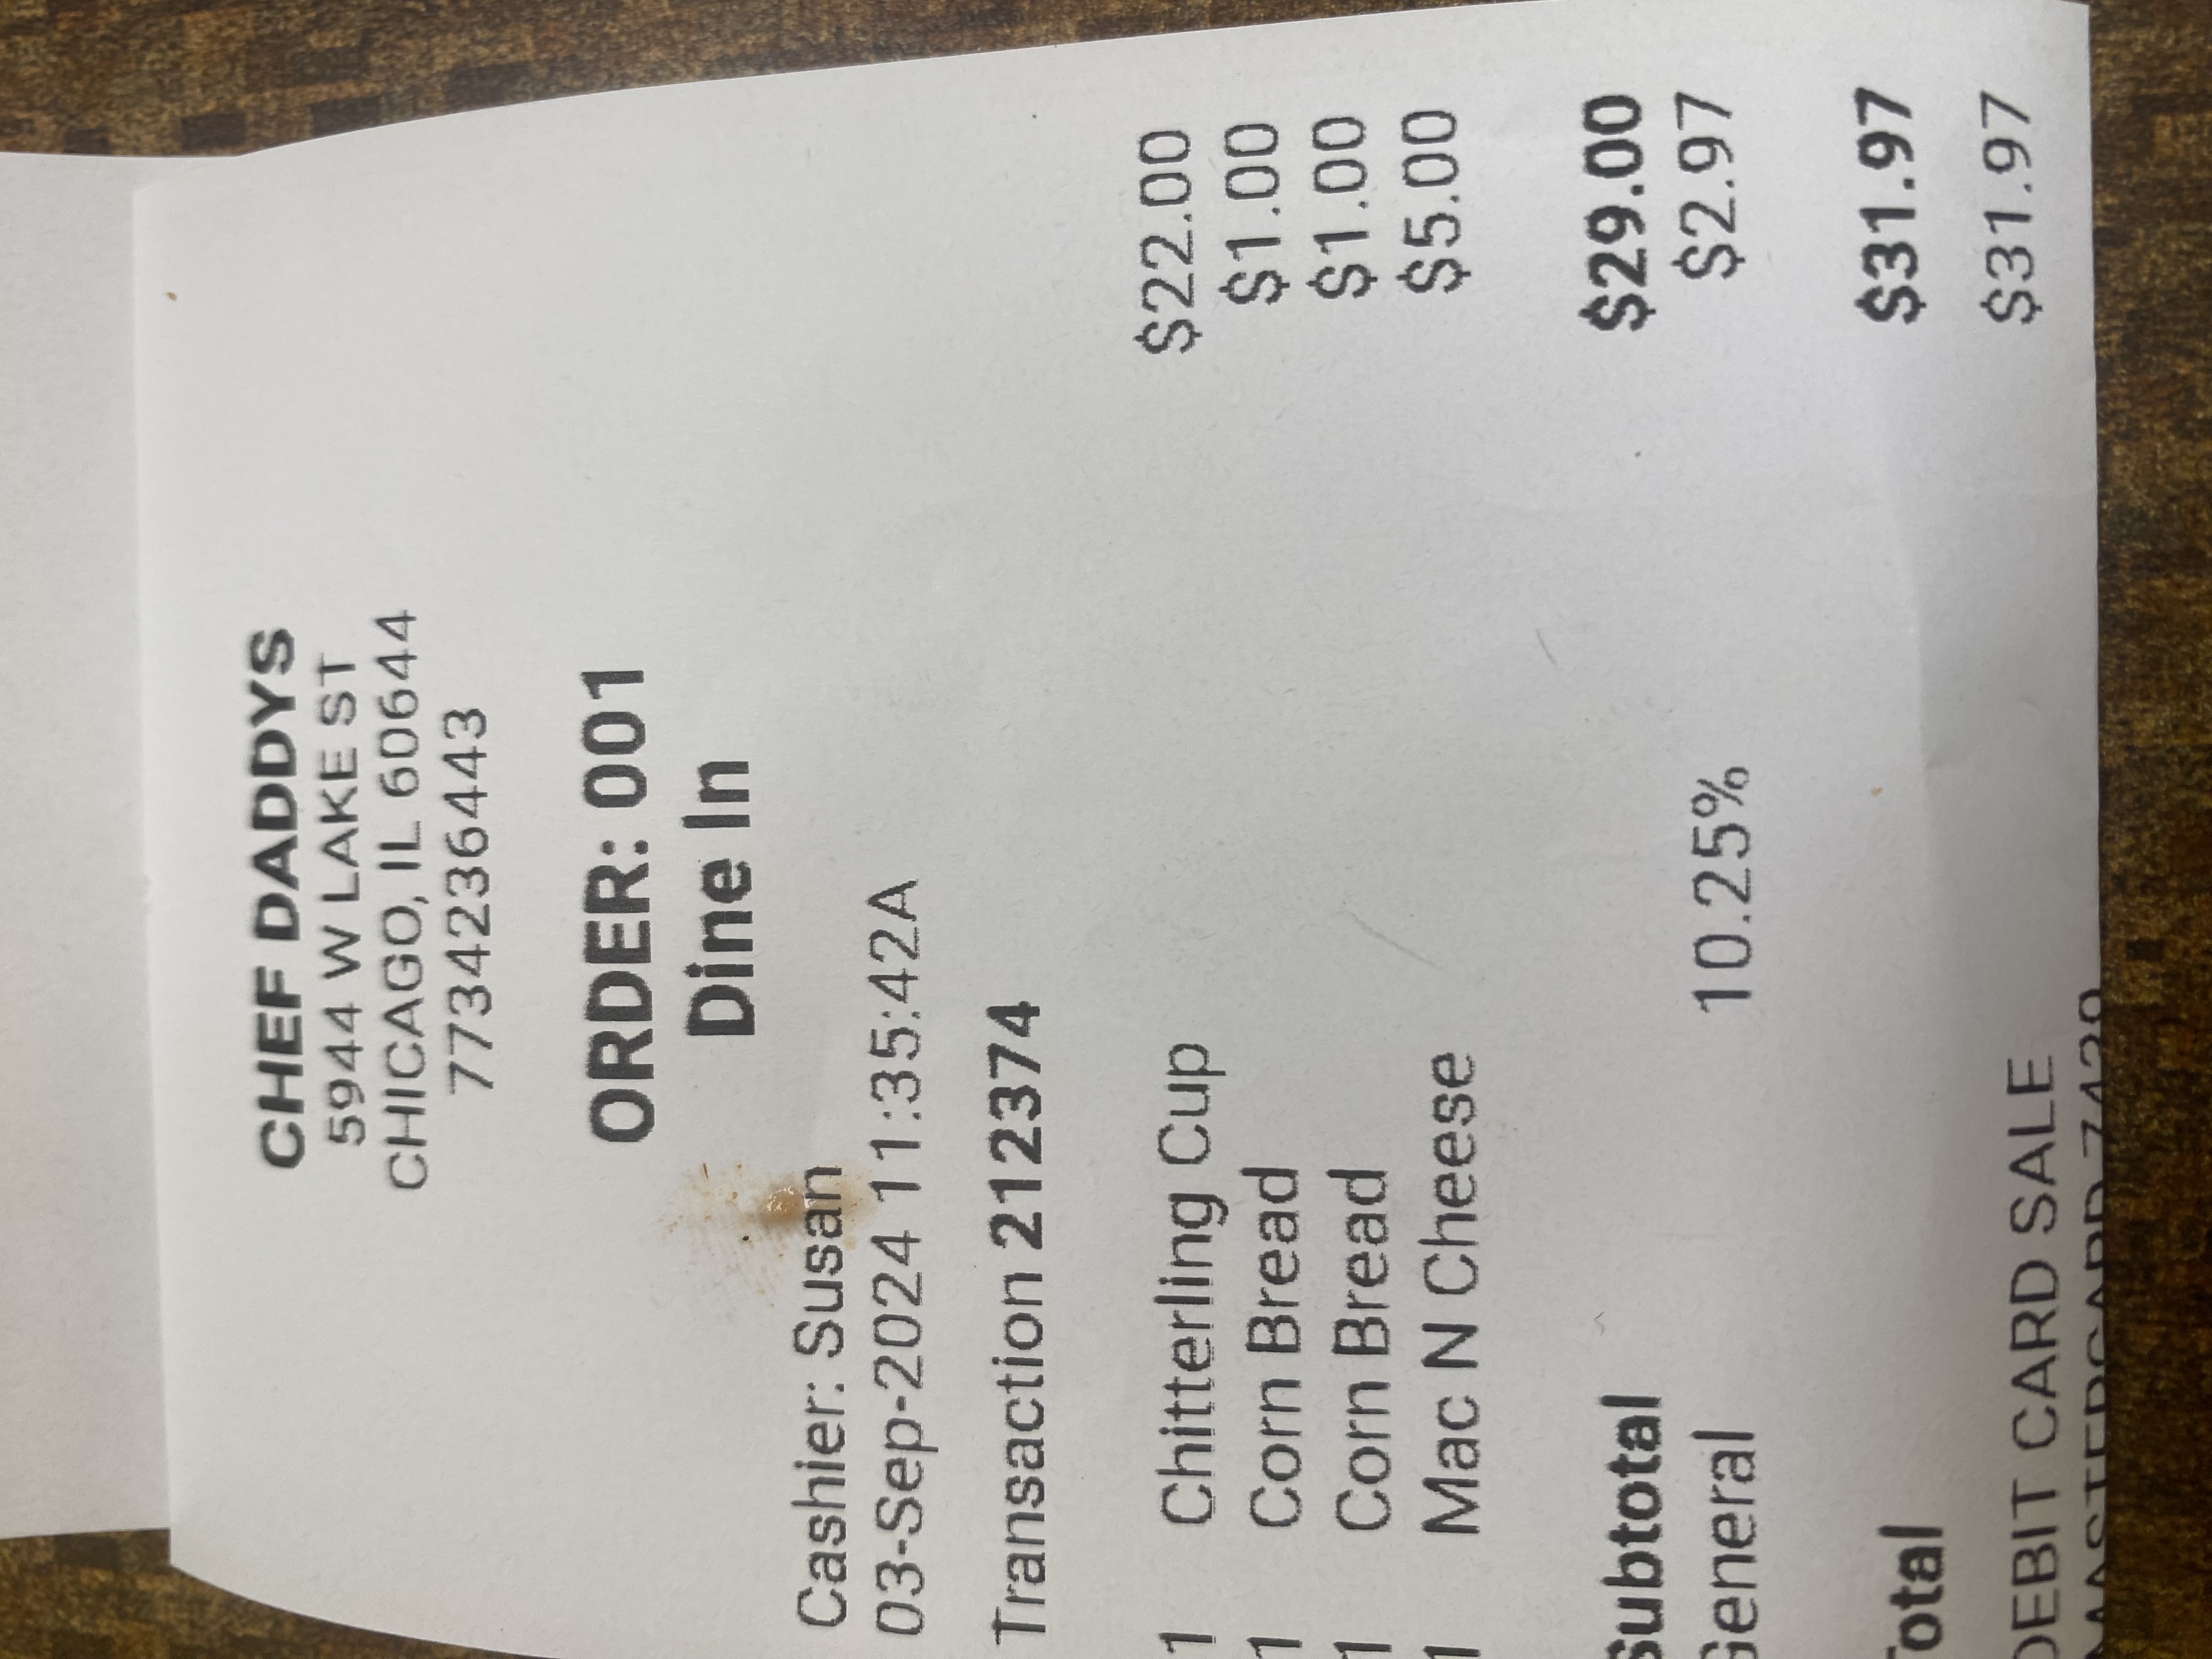 CHEF DADDYS
5944 W LAKE ST
CHICAGO, IL 60644
7734236443
ORDER: 001
Dine In
Cashier: Susan
03-Sep-2024 11:35:42A
Transaction 212374
1 Chitterling Cup $22.00
1 Corn Bread $1.00
1 Corn Bread $1.00
1 Mac N Cheese $5.00
Subtotal $29.00
General 10.25% $2.97
Total $31.97
DEBIT CARD SALE $31.97
MASTERCARD